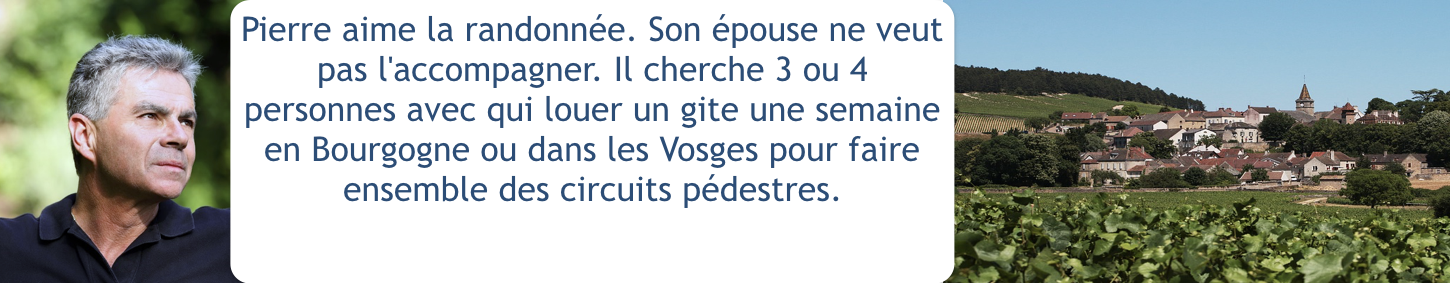 Pierre aime la randonnée. Son épouse ne veut
pas l'accompagner. Il cherche 3 ou 4
personnes avec qui louer un gite une semaine
en Bourgogne ou dans les Vosges pour faire
ensemble des circuits pédestres.